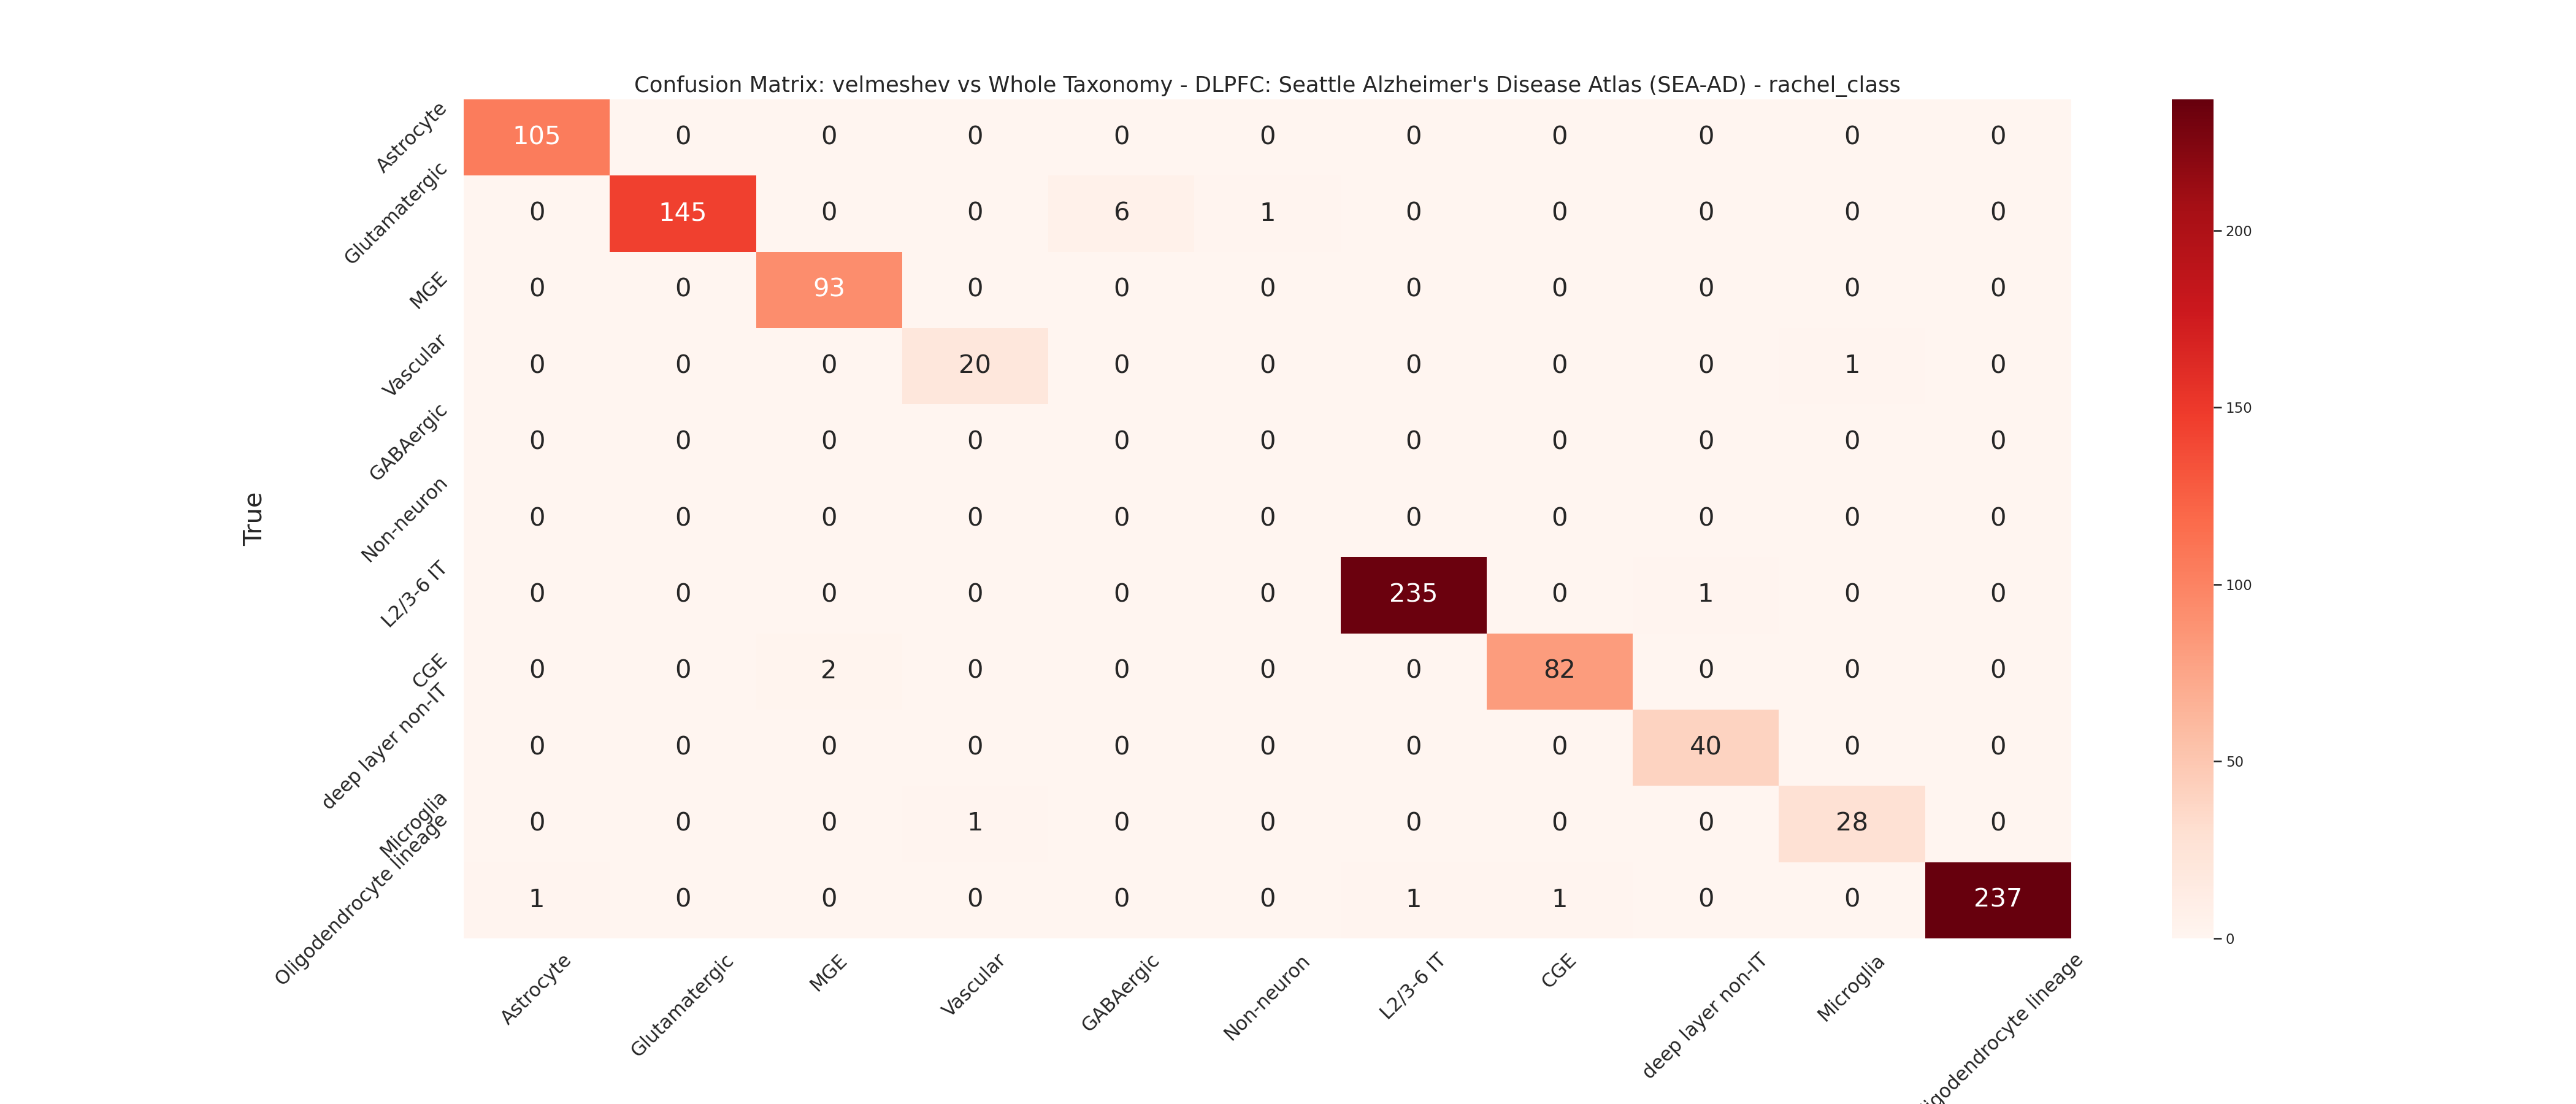 Confusion Matrix: velmeshev vs Whole Taxonomy - DLPFC: Seattle Alzheimer's Disease Atlas (SEA-AD) - rachel_class
True
Astrocyte 105 0 0 0 0 0 0 0 0 0 0
Glutamatergic 0 145 0 0 6 1 0 0 0 0 0
MGE 0 0 93 0 0 0 0 0 0 0 0
Vascular 0 0 0 20 0 0 0 0 0 1 0
GABAergic 0 0 0 0 0 0 0 0 0 0 0
Non-neuron 0 0 0 0 0 0 0 0 0 0 0
L2/3-6 IT 0 0 0 0 0 0 235 0 1 0 0
CGE 0 0 2 0 0 0 0 82 0 0 0
deep layer non-IT 0 0 0 0 0 0 0 0 40 0 0
Microglia 0 0 0 1 0 0 0 0 0 28 0
Oligodendrocyte lineage 1 0 0 0 0 0 1 1 0 0 237
Astrocyte Glutamatergic MGE Vascular GABAergic Non-neuron L2/3-6 IT CGE deep layer non-IT Microglia igodendrocyte lineage
200
150
100
50
0